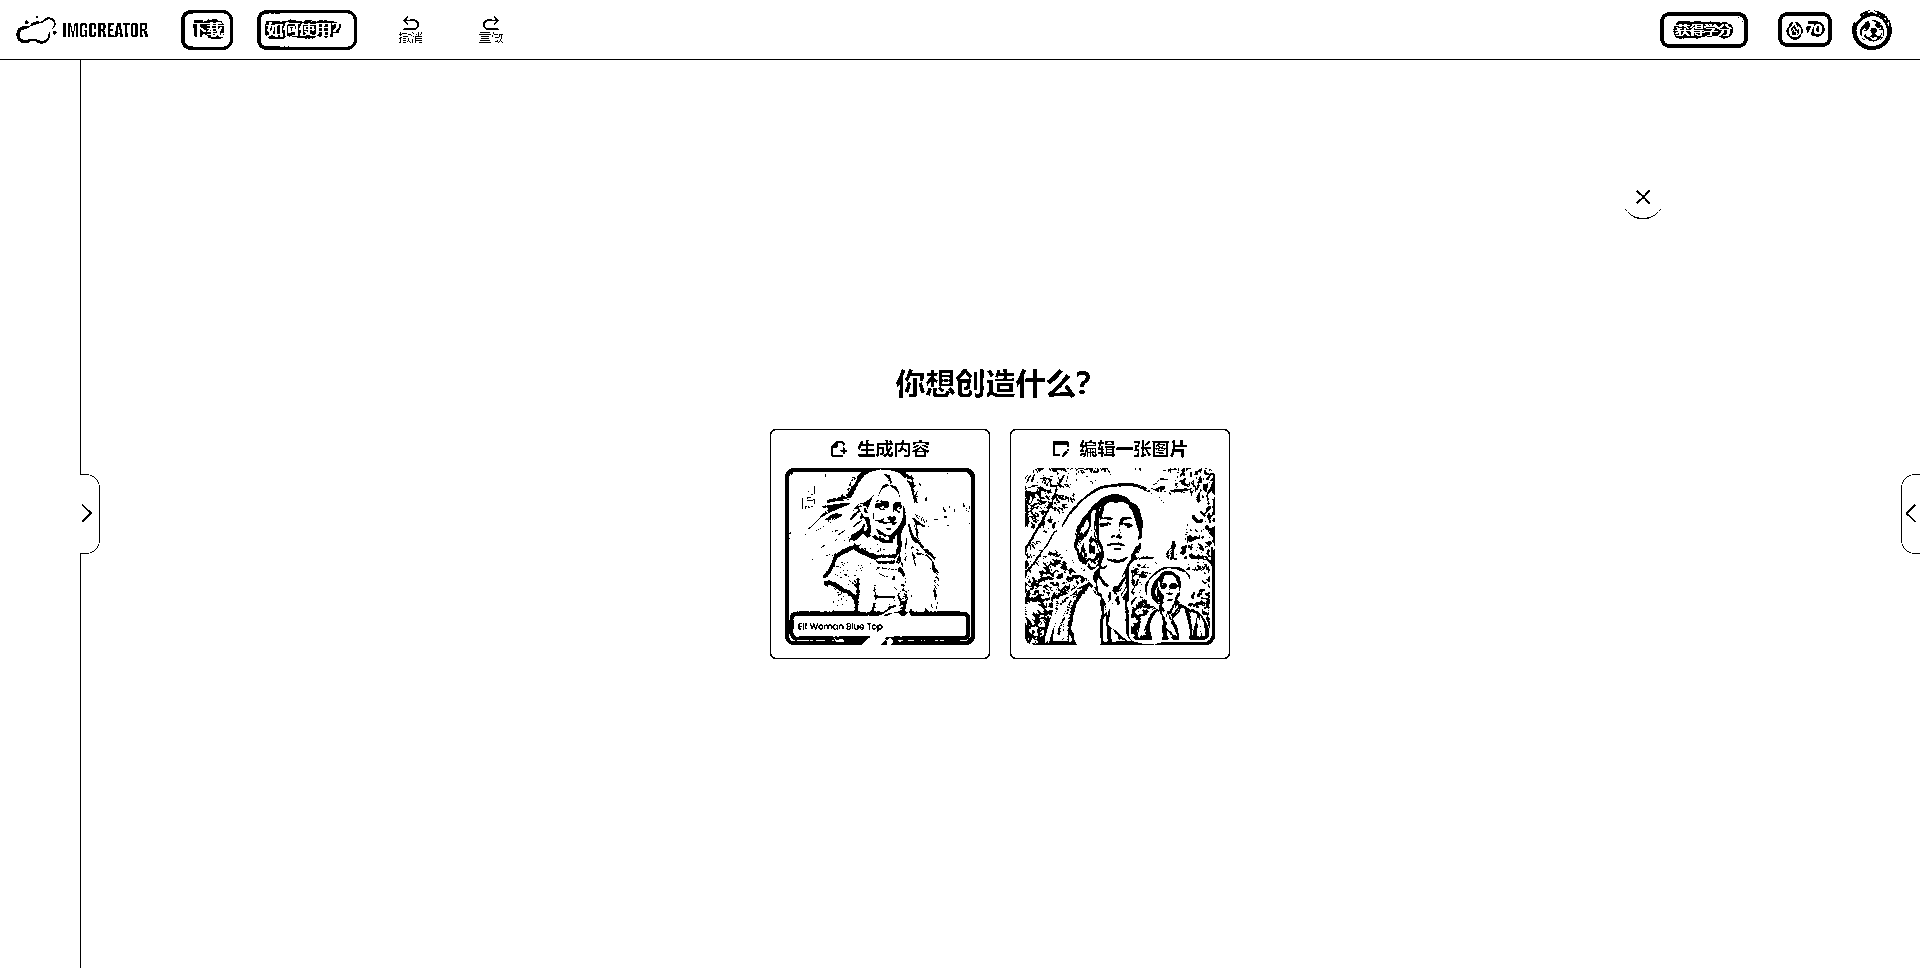 IMGCREATOR
下载
如何使用?
撤消
重做
获得学分
70
你想创造什么?
生成内容
编辑一张图片
Elf Woman Blue Top